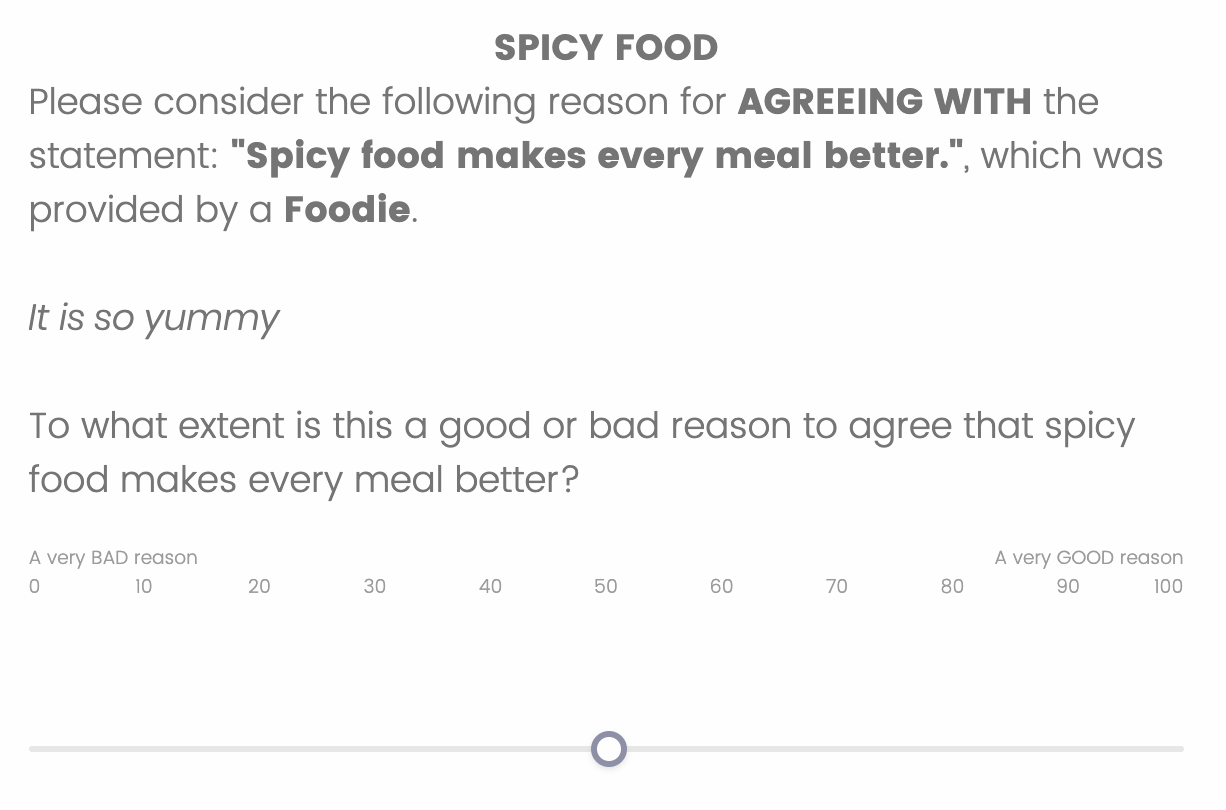 SPICY FOOD
Please consider the following reason for AGREEING WITH the
statement: "Spicy food makes every meal better.", which was
provided by a Foodie.
It is so yummy
To what extent is this a good or bad reason to agree that spicy
food makes every meal better?
A very BAD reason A very GOOD reason
0 10 20 30 40 50 60 70 80 90 100